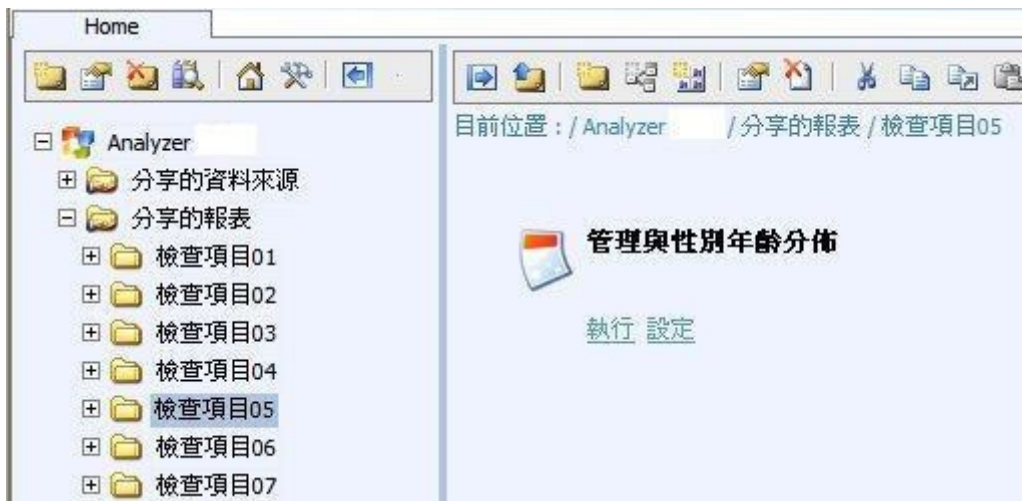 Home
Analyzer
分享的資料來源
分享的報表
檢查項目01
檢查項目02
檢查項目03
檢查項目04
檢查項目05
檢查項目06
檢查項目07
目前位置：/ Analyzer / 分享的報表 / 檢查項目05
管理與性別年齡分佈
執行 設定